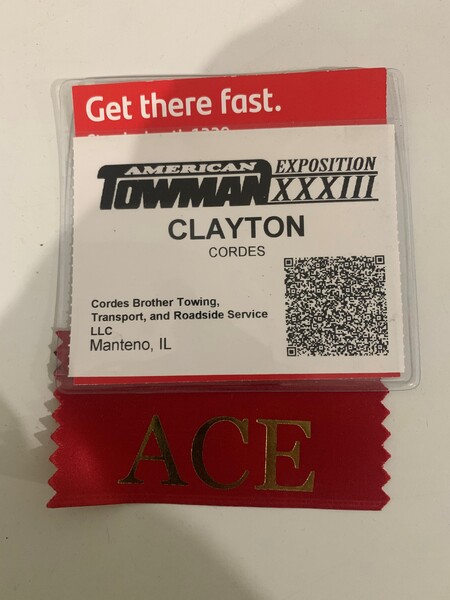 Get there fast.
AMERICAN
TOWMAN
EXPOSITION
XXXIII
CLAYTON
CORDES
Cordes Brother Towing,
Transport, and Roadside Service
LLC
Manteno, IL
ACE